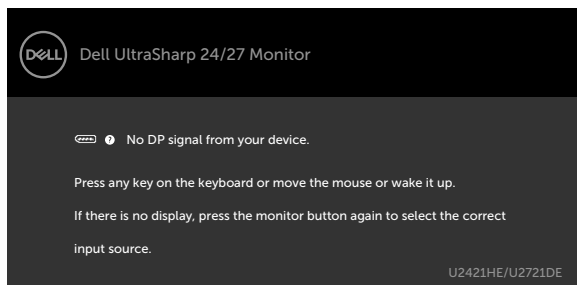 DELL
Dell UltraSharp 24/27 Monitor
? No DP signal from your device.
Press any key on the keyboard or move the mouse or wake it up.
If there is no display, press the monitor button again to select the correct
input source.
U2421HE/U2721DE